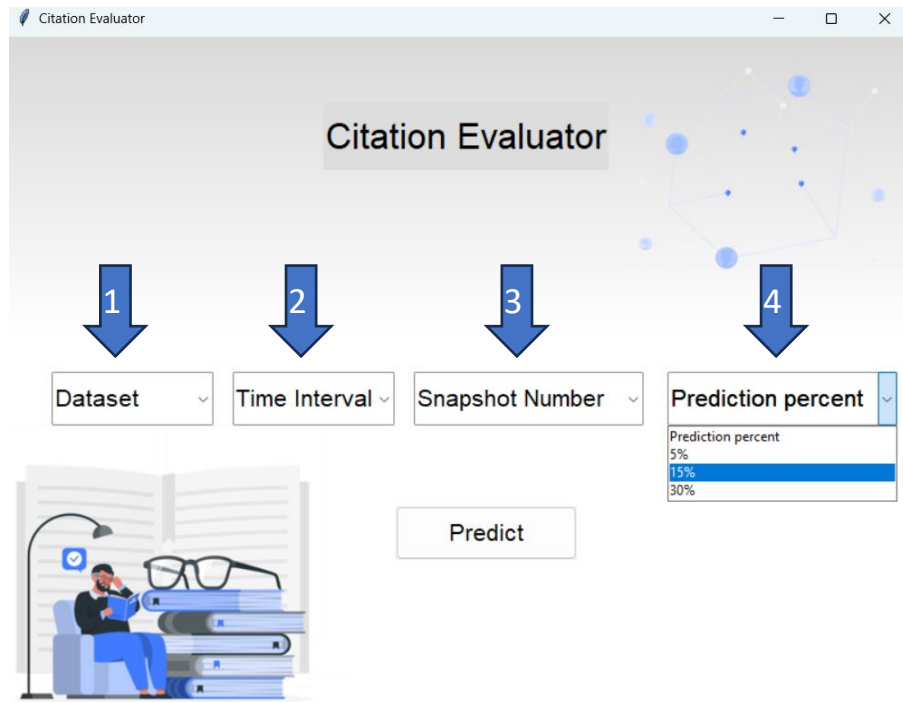 Citation Evaluator
Citation Evaluator
1 2 3 4
Dataset Time Interval Snapshot Number Prediction percent
Prediction percent
5%
15%
30%
Predict